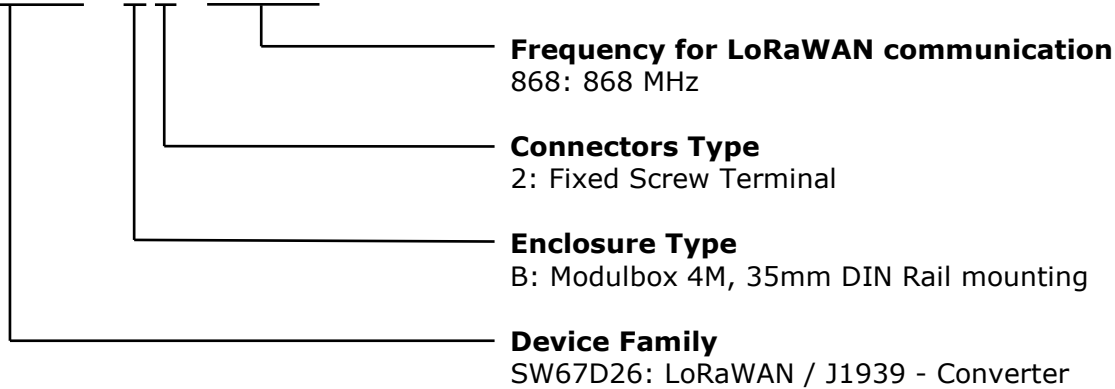 Frequency for LoRaWAN communication
868: 868 MHz
Connectors Type
2: Fixed Screw Terminal
Enclosure Type
B: Modulbox 4M, 35mm DIN Rail mounting
Device Family
SW67D26: LoRaWAN / J1939 - Converter